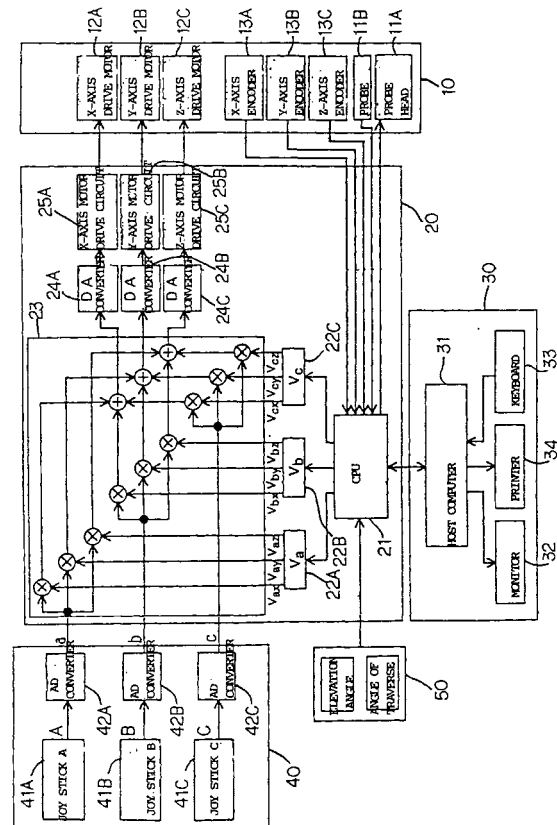 41A
A
JOY STICK A
AD
CONVERTER
42A
a
41B
B
JOY STICK B
AD
CONVERTER
42B
b
41C
C
JOY STICK C
AD
CONVERTER
42C
c
40
23
Vax
Vay
Vaz
Vbx
Vby
Vbz
Vcx
Vcy
Vcz
Va
22A
Vb
22B
Vc
22C
CPU
21
24A
DA
CONVERTER
24B
DA
CONVERTER
24C
DA
CONVERTER
25A
X-AXIS MOTOR
DRIVE CIRCUIT
25B
Y-AXIS MOTOR
DRIVE CIRCUIT
25C
Z-AXIS MOTOR
DRIVE CIRCUIT
20
X-AXIS
DRIVE MOTOR
12A
Y-AXIS
DRIVE MOTOR
12B
Z-AXIS
DRIVE MOTOR
12C
X-AXIS
ENCODER
13A
Y-AXIS
ENCODER
13B
Z-AXIS
ENCODER
13C
PROBE
11B
PROBE
HEAD
11A
10
ELEVATION
ANGLE
ANGLE OF
TRAVERSE
50
30
HOST COMPUTER
31
MONITOR
32
PRINTER
34
KEYBOARD
33